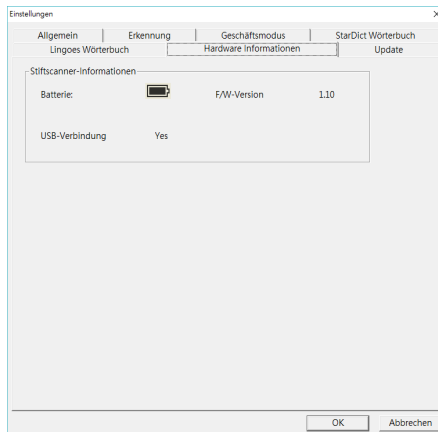 Einstellungen
Allgemein Erkennung Geschäftsmodus StarDict Wörterbuch
Lingoes Wörterbuch Hardware Informationen Update
Stiftscanner-Informationen
Batterie: F/W-Version 1.10
USB-Verbindung Yes
OK Abbrechen